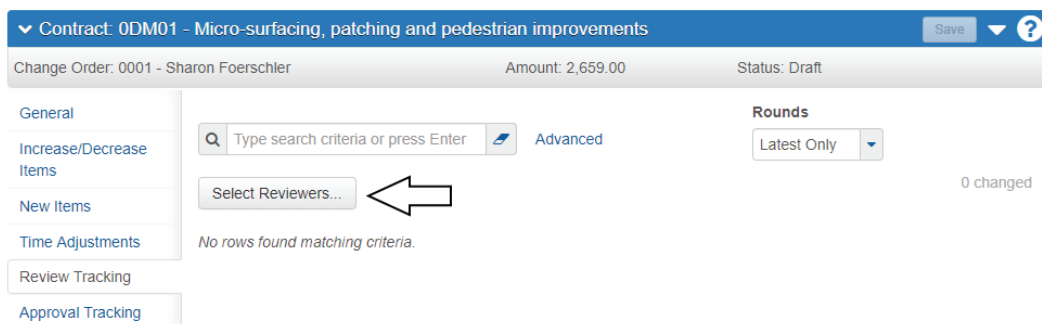 Contract: 0DM01 - Micro-surfacing, patching and pedestrian improvements
Save
?
Change Order: 0001 - Sharon Foerschler
Amount: 2,659.00
Status: Draft
General
Increase/Decrease
Items
New Items
Time Adjustments
Review Tracking
Approval Tracking
Type search criteria or press Enter
Advanced
Rounds
Latest Only
0 changed
Select Reviewers...
No rows found matching criteria.